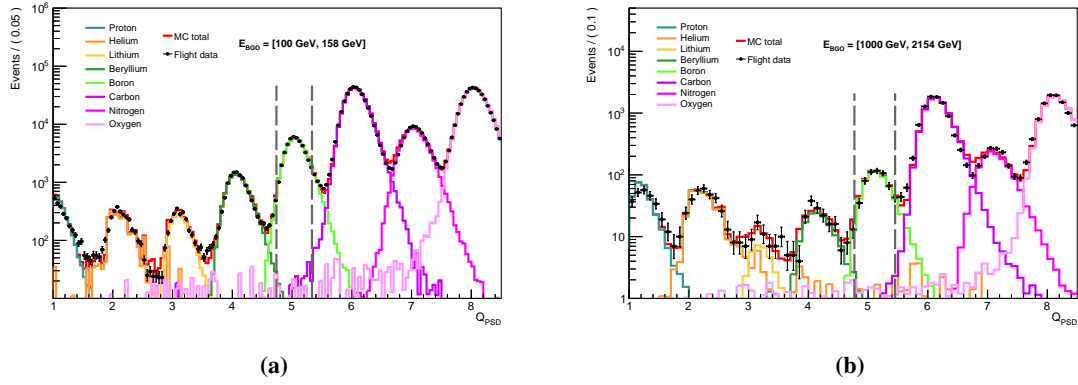 Events / ( 0.05)
10^6
10^5
10^4
10^3
10^2
Proton
Helium
Lithium
Beryllium
Boron
Carbon
Nitrogen
Oxygen
MC total
Flight data
E_BGO = [100 GeV, 158 GeV]
1 2 3 4 5 6 7 8
Q_PSD
(a)
Events / ( 0.1)
10^4
10^3
10^2
10
1
Proton
Helium
Lithium
Beryllium
Boron
Carbon
Nitrogen
Oxygen
MC total
Flight data
E_BGO = [1000 GeV, 2154 GeV]
1 2 3 4 5 6 7 8
Q_PSD
(b)